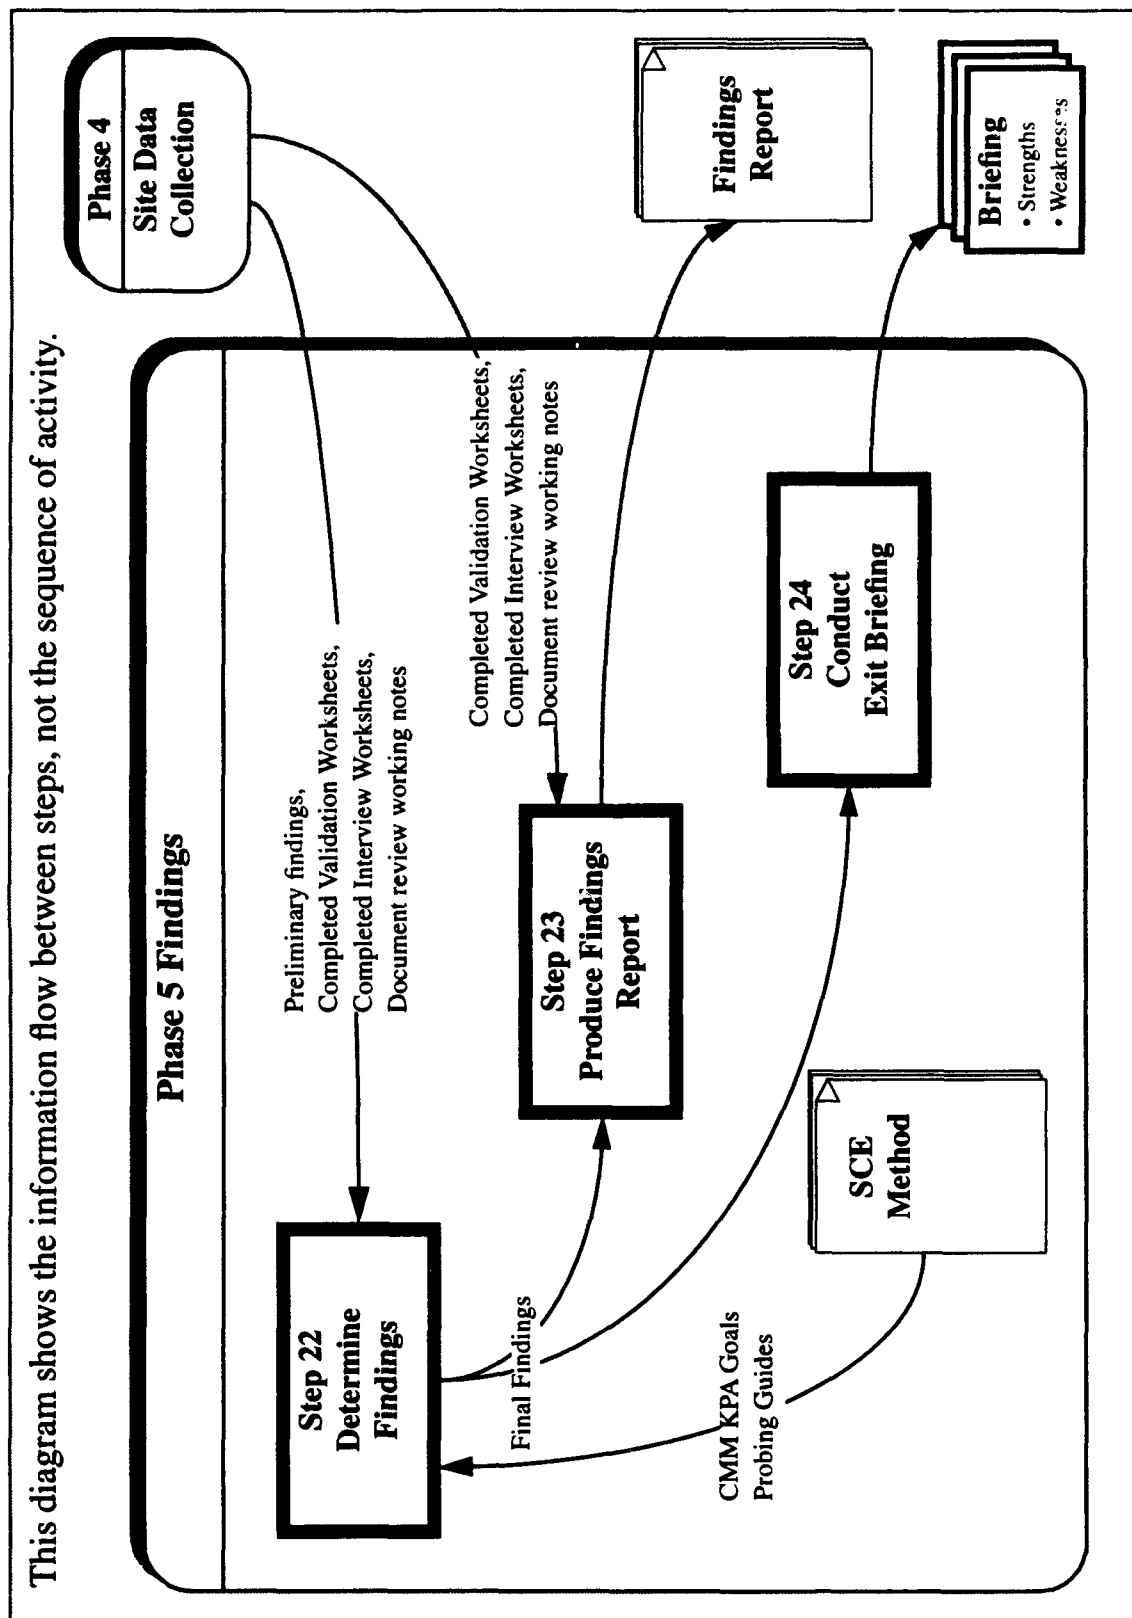 This diagram shows the information flow between steps, not the sequence of activity.
Phase 4
Site Data
Collection
Phase 5 Findings
Preliminary findings,
Completed Validation Worksheets,
Completed Interview Worksheets,
Document review working notes
Step 22
Determine
Findings
Completed Validation Worksheets,
Completed Interview Worksheets,
Document review working notes
Final Findings
Step 23
Produce Findings
Report
Findings
Report
CMM KPA Goals
Probing Guides
SCE
Method
Step 24
Conduct
Exit Briefing
Briefing
• Strengths
• Weaknesses